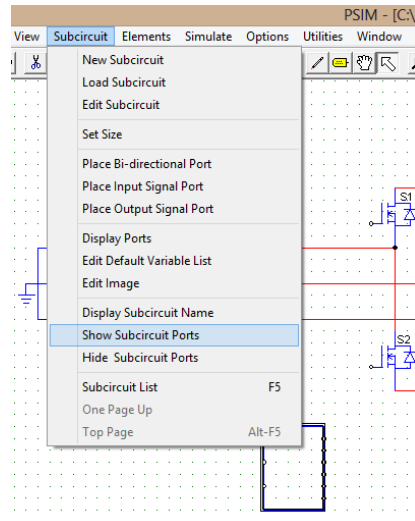 PSIM - [C:\
View Subcircuit Elements Simulate Options Utilities Window
New Subcircuit
Load Subcircuit
Edit Subcircuit
Set Size
Place Bi-directional Port
Place Input Signal Port
Place Output Signal Port
Display Ports
Edit Default Variable List
Edit Image
Display Subcircuit Name
Show Subcircuit Ports
Hide Subcircuit Ports
Subcircuit List F5
One Page Up
Top Page Alt-F5
S1
S2